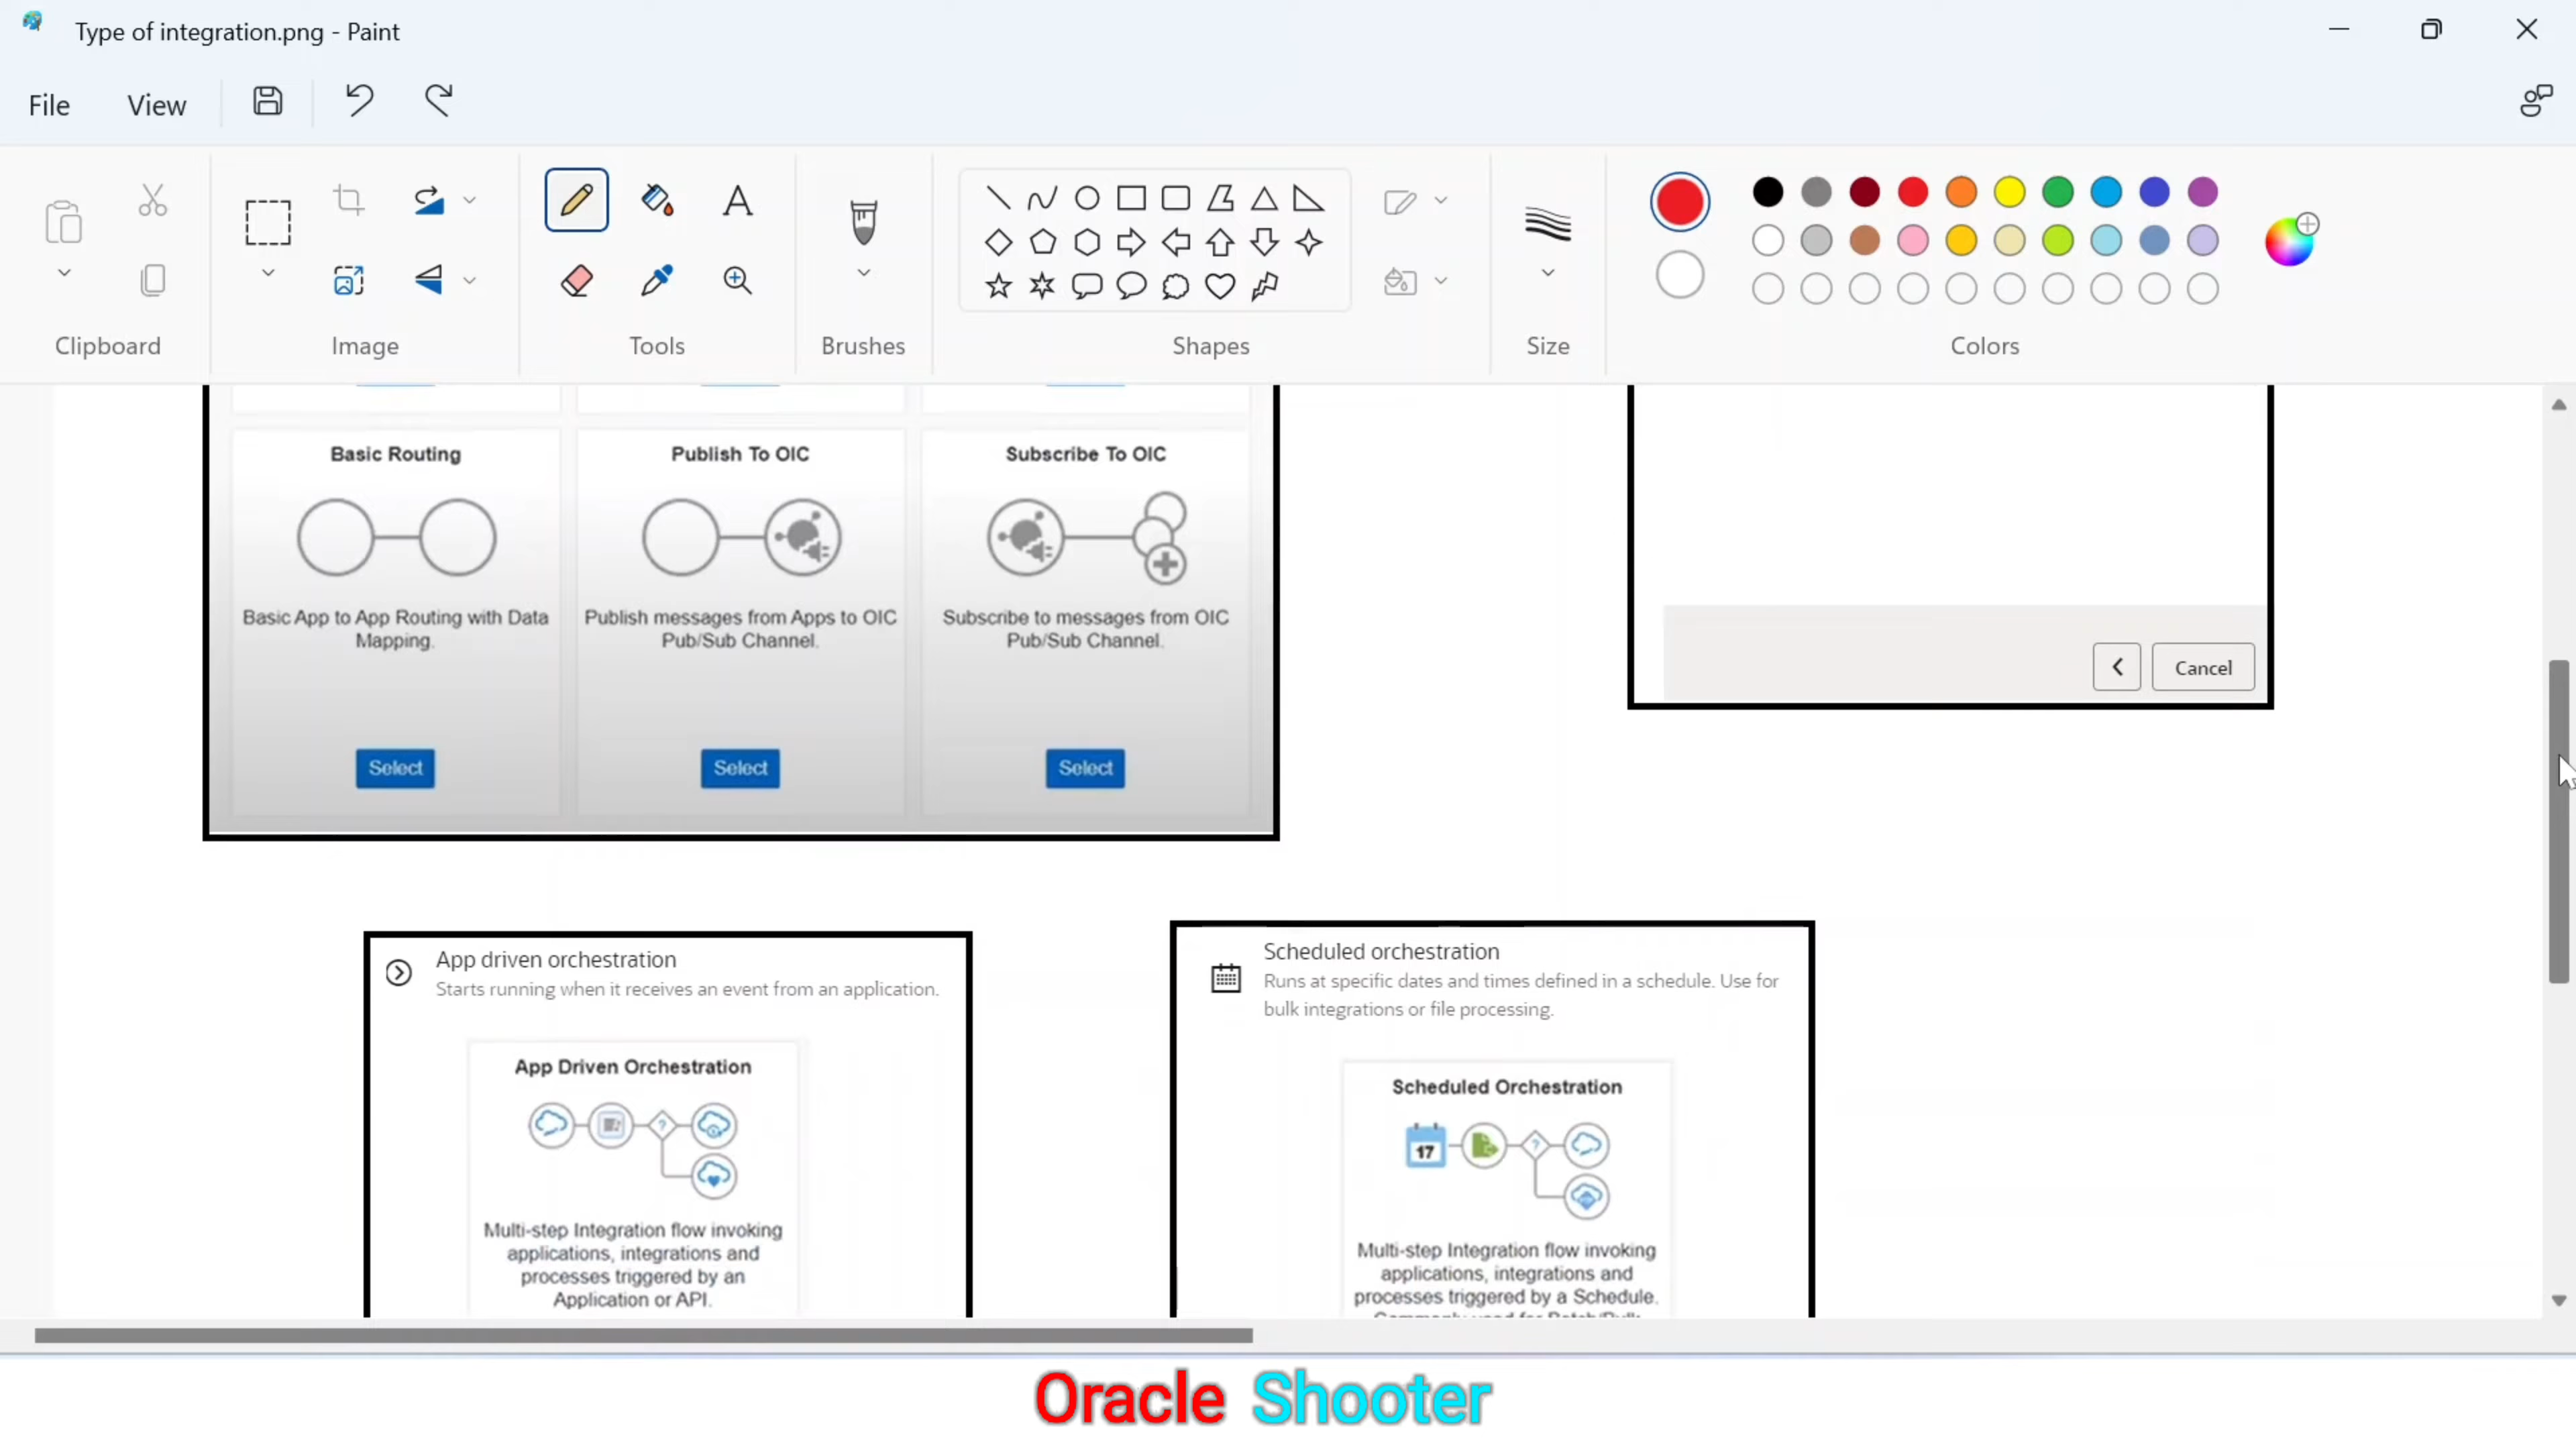 Type of integration.png - Paint
File View
Clipboard
Image
Tools
Brushes
Shapes
Size
Colors
Basic Routing
Basic App to App Routing with Data
Mapping.
Select
Publish To OIC
Publish messages from Apps to OIC
Pub/Sub Channel.
Select
Subscribe To OIC
Subscribe to messages from OIC
Pub/Sub Channel.
Select
Cancel
App driven orchestration
Starts running when it receives an event from an application.
App Driven Orchestration
Multi-step Integration flow invoking
applications, integrations and
processes triggered by an
Application or API.
Scheduled orchestration
Runs at specific dates and times defined in a schedule. Use for
bulk integrations or file processing.
Scheduled Orchestration
17
Multi-step Integration flow invoking
applications, integrations and
processes triggered by a Schedule.
Oracle Shooter